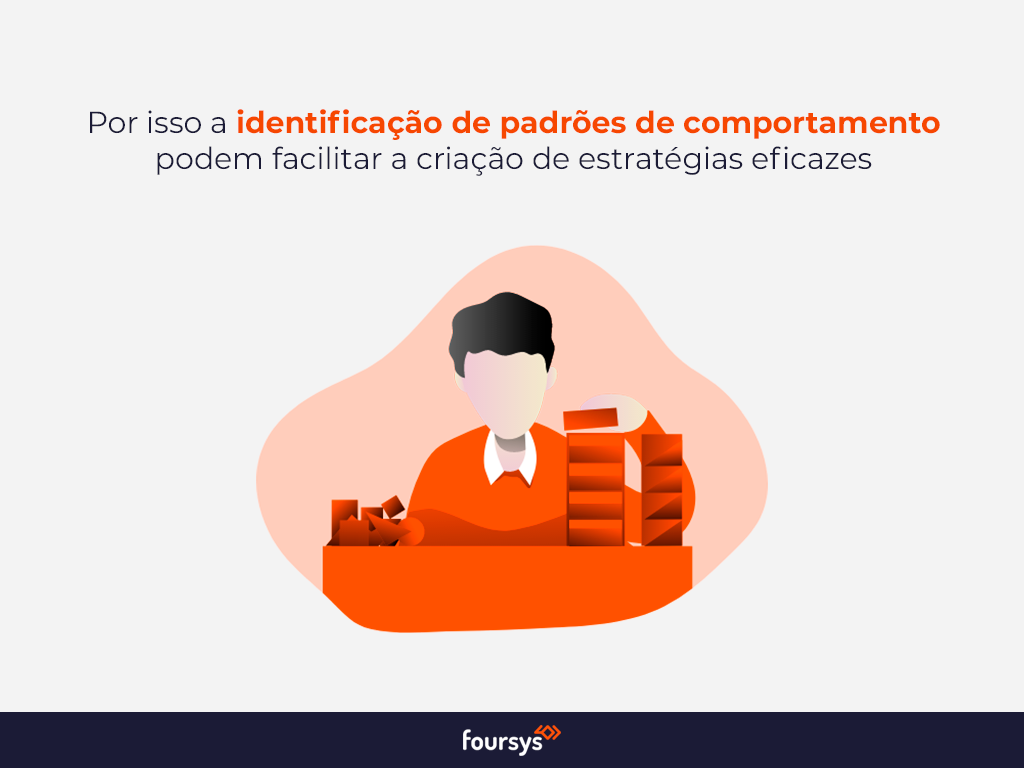 Por isso a identificação de padrões de comportamento
podem facilitar a criação de estratégias eficazes
foursys